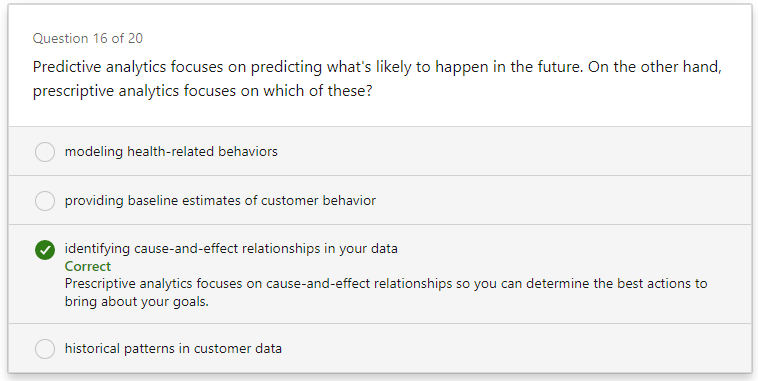 Question 16 of 20
Predictive analytics focuses on predicting what's likely to happen in the future. On the other hand,
prescriptive analytics focuses on which of these?
modeling health-related behaviors
providing baseline estimates of customer behavior
identifying cause-and-effect relationships in your data
Correct
Prescriptive analytics focuses on cause-and-effect relationships so you can determine the best actions to
bring about your goals.
historical patterns in customer data